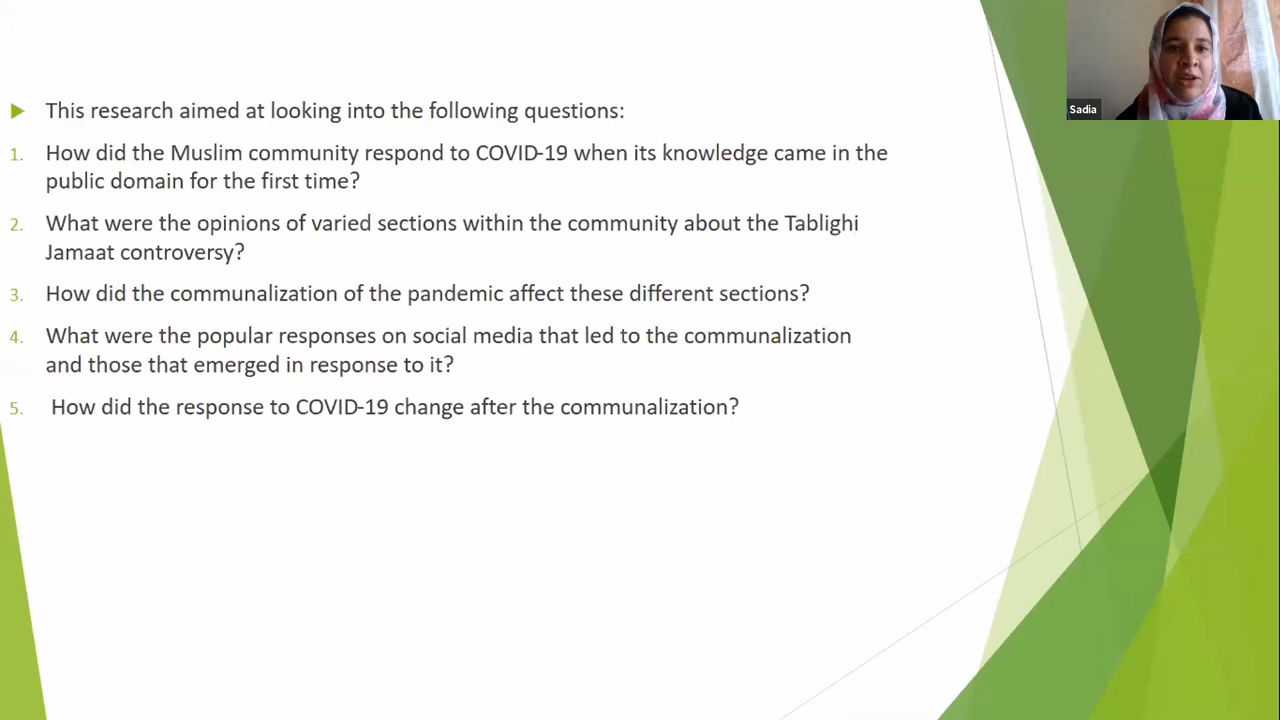 This research aimed at looking into the following questions:
1. How did the Muslim community respond to COVID-19 when its knowledge came in the
public domain for the first time?
2. What were the opinions of varied sections within the community about the Tablighi
Jamaat controversy?
3. How did the communalization of the pandemic affect these different sections?
4. What were the popular responses on social media that led to the communalization
and those that emerged in response to it?
5. How did the response to COVID-19 change after the communalization?
Sadia